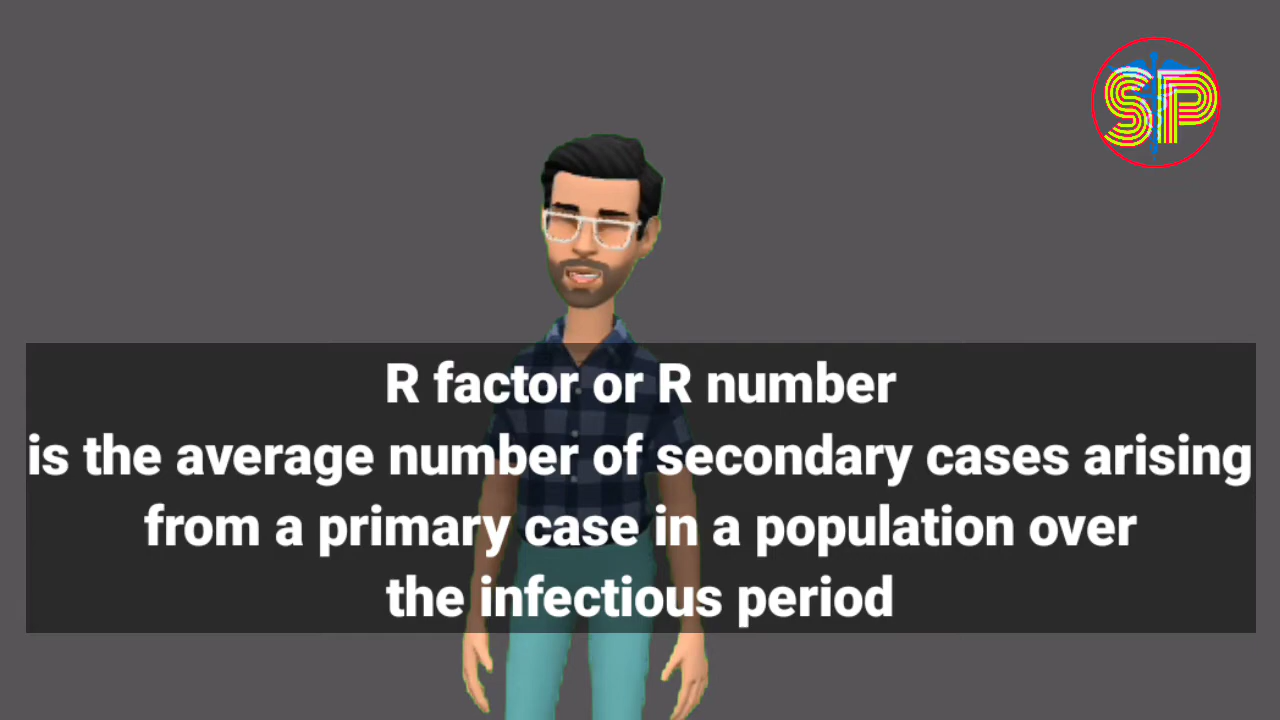 SP
R factor or R number
is the average number of secondary cases arising
from a primary case in a population over
the infectious period